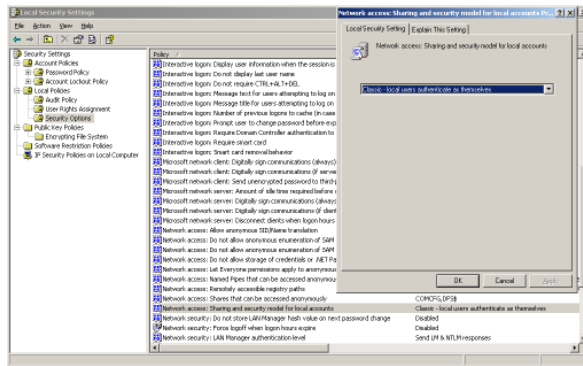 Local Security Settings
File Action View Help
Security Settings
Account Policies
Password Policy
Account Lockout Policy
Local Policies
Audit Policy
User Rights Assignment
Security Options
Public Key Policies
Encrypting File System
Software Restriction Policies
IP Security Policies on Local Computer
Policy
Interactive logon: Display user information when the session is
Interactive logon: Do not display last user name
Interactive logon: Do not require CTRL+ALT+DEL
Interactive logon: Message text for users attempting to log on
Interactive logon: Message title for users attempting to log on
Interactive logon: Number of previous logons to cache (in case
Interactive logon: Prompt user to change password before exp
Interactive logon: Require Domain Controller authentication to
Interactive logon: Require smart card
Interactive logon: Smart card removal behavior
Microsoft network client: Digitally sign communications (always)
Microsoft network client: Digitally sign communications (if serve
Microsoft network client: Send unencrypted password to third-p
Microsoft network server: Amount of idle time required before
Microsoft network server: Digitally sign communications (always
Microsoft network server: Digitally sign communications (if client
Microsoft network server: Disconnect clients when logon hours
Network access: Allow anonymous SID/Name translation
Network access: Do not allow anonymous enumeration of SAM
Network access: Do not allow anonymous enumeration of SAM
Network access: Do not allow storage of credentials or .NET Pa
Network access: Let Everyone permissions apply to anonymous
Network access: Named Pipes that can be accessed anonymous
Network access: Remotely accessible registry paths
Network access: Shares that can be accessed anonymously COMCFG,DFS$
Network access: Sharing and security model for local accounts Classic - local users authenticate as themselves
Network security: Do not store LAN Manager hash value on next password change Disabled
Network security: Force logoff when logon hours expire Disabled
Network security: LAN Manager authentication level Send LM & NTLM responses
Network access: Sharing and security model for local accounts Pr...
Local Security Setting Explain This Setting
Network access: Sharing and security model for local accounts
Classic - local users authenticate as themselves
OK Cancel Apply